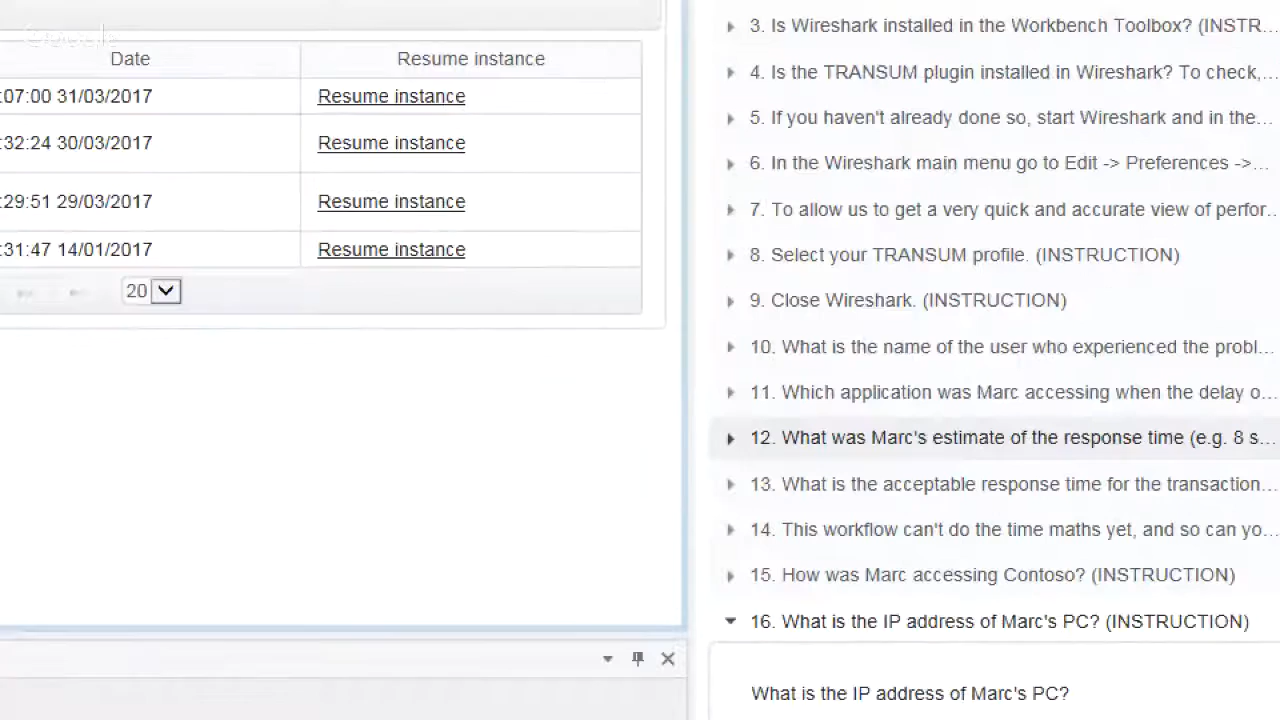 Google
Date Resume instance
:07:00 31/03/2017 Resume instance
:32:24 30/03/2017 Resume instance
:29:51 29/03/2017 Resume instance
:31:47 14/01/2017 Resume instance
20
3. Is Wireshark installed in the Workbench Toolbox? (INSTR...
4. Is the TRANSUM plugin installed in Wireshark? To check,...
5. If you haven't already done so, start Wireshark and in the...
6. In the Wireshark main menu go to Edit -> Preferences ->...
7. To allow us to get a very quick and accurate view of perfor...
8. Select your TRANSUM profile. (INSTRUCTION)
9. Close Wireshark. (INSTRUCTION)
10. What is the name of the user who experienced the probl...
11. Which application was Marc accessing when the delay o...
12. What was Marc's estimate of the response time (e.g. 8 s...
13. What is the acceptable response time for the transaction...
14. This workflow can't do the time maths yet, and so can yo...
15. How was Marc accessing Contoso? (INSTRUCTION)
16. What is the IP address of Marc's PC? (INSTRUCTION)
What is the IP address of Marc's PC?